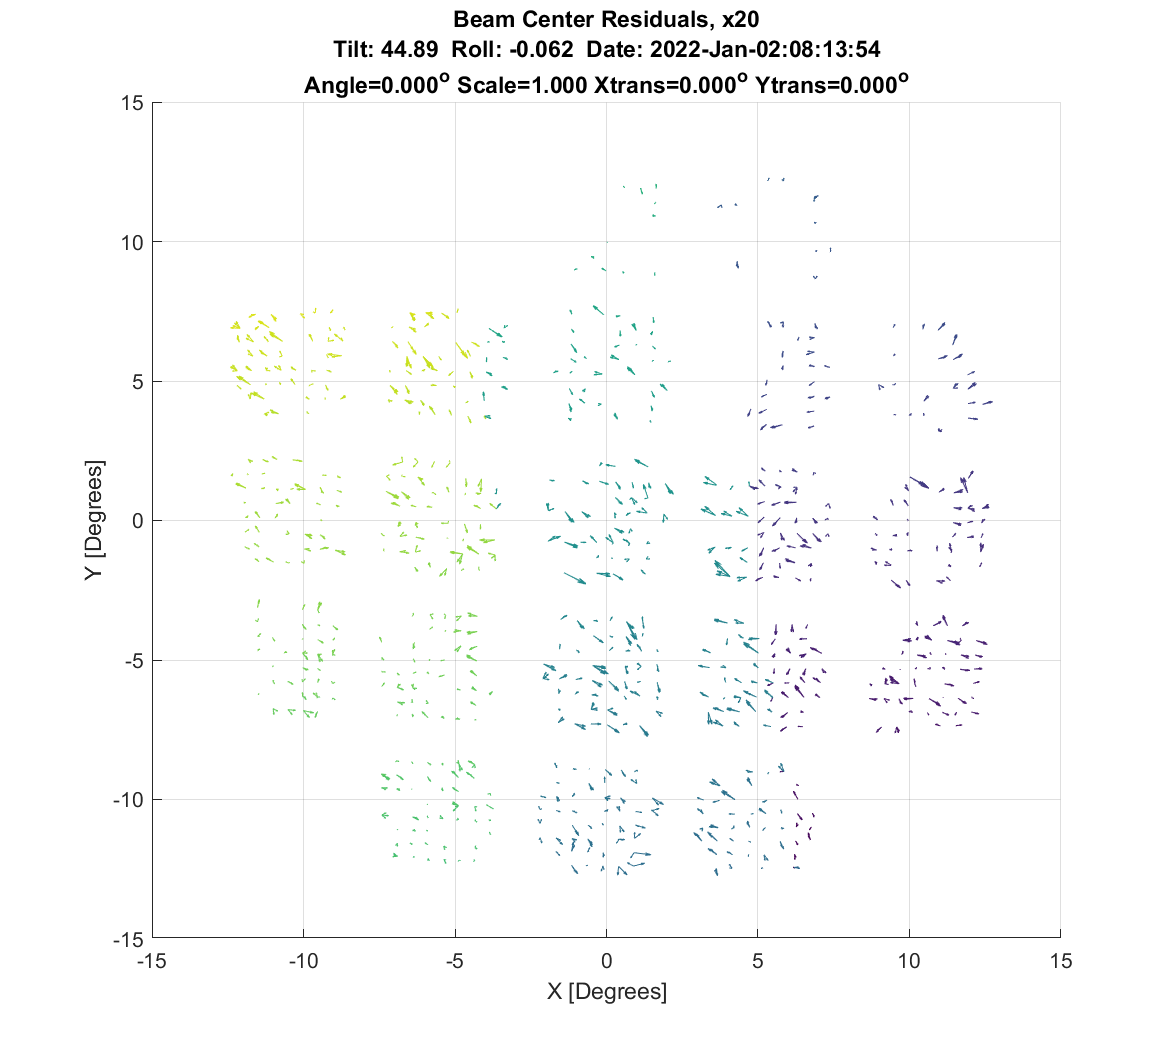 Beam Center Residuals, x20
Tilt: 44.89 Roll: -0.062 Date: 2022-Jan-02:08:13:54
Angle=0.000° Scale=1.000 Xtrans=0.000° Ytrans=0.000°
15
10
5
0
-5
-10
-15
Y [Degrees]
-15 -10 -5 0 5 10 15
X [Degrees]